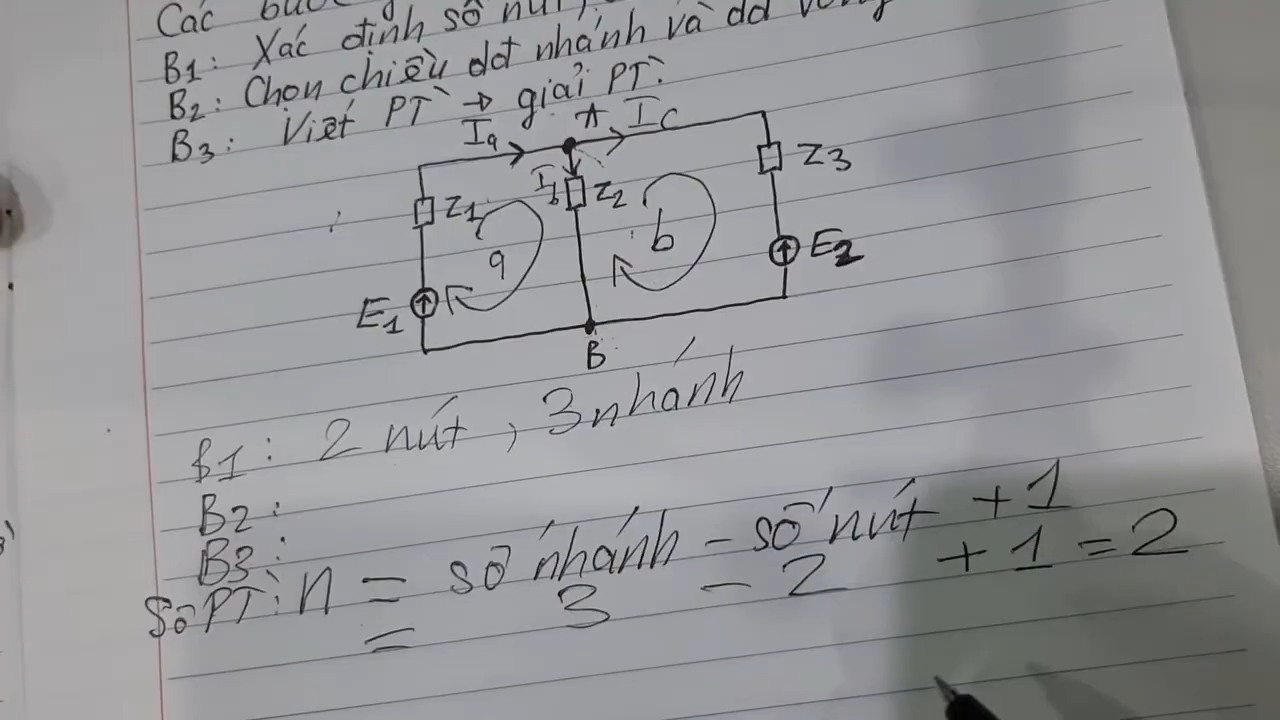 Các bước
B1: Xác định số nút,
B2: Chọn chiều dđ nhánh và dđ vòng
B3: Viết PT → giải PT.
Ia
A
Ic
Ib
Z1
Z2
Z3
a
b
E1
E2
B
B1: 2 nút, 3 nhánh
B2:
B3:
Số PT: n = số nhánh - số nút + 1
= 3 - 2 + 1 = 2